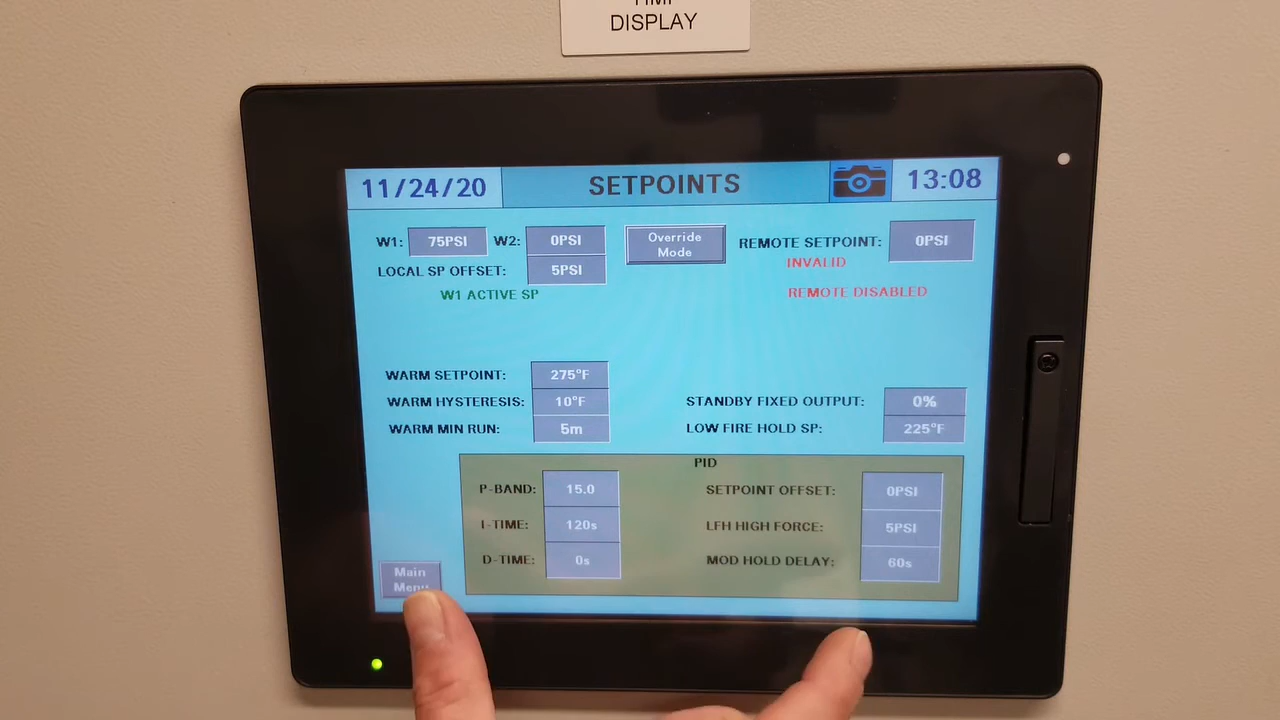 DISPLAY
11/24/20 SETPOINTS 13:08
W1: 75PSI W2: 0PSI Override Mode REMOTE SETPOINT: 0PSI
INVALID
LOCAL SP OFFSET: 5PSI
W1 ACTIVE SP REMOTE DISABLED
WARM SETPOINT: 275°F
WARM HYSTERESIS: 10°F STANDBY FIXED OUTPUT: 0%
WARM MIN RUN: 5m LOW FIRE HOLD SP: 225°F
PID
P-BAND: 15.0 SETPOINT OFFSET: 0PSI
I-TIME: 120s LFH HIGH FORCE: 5PSI
D-TIME: 0s MOD HOLD DELAY: 60s
Main
Menu